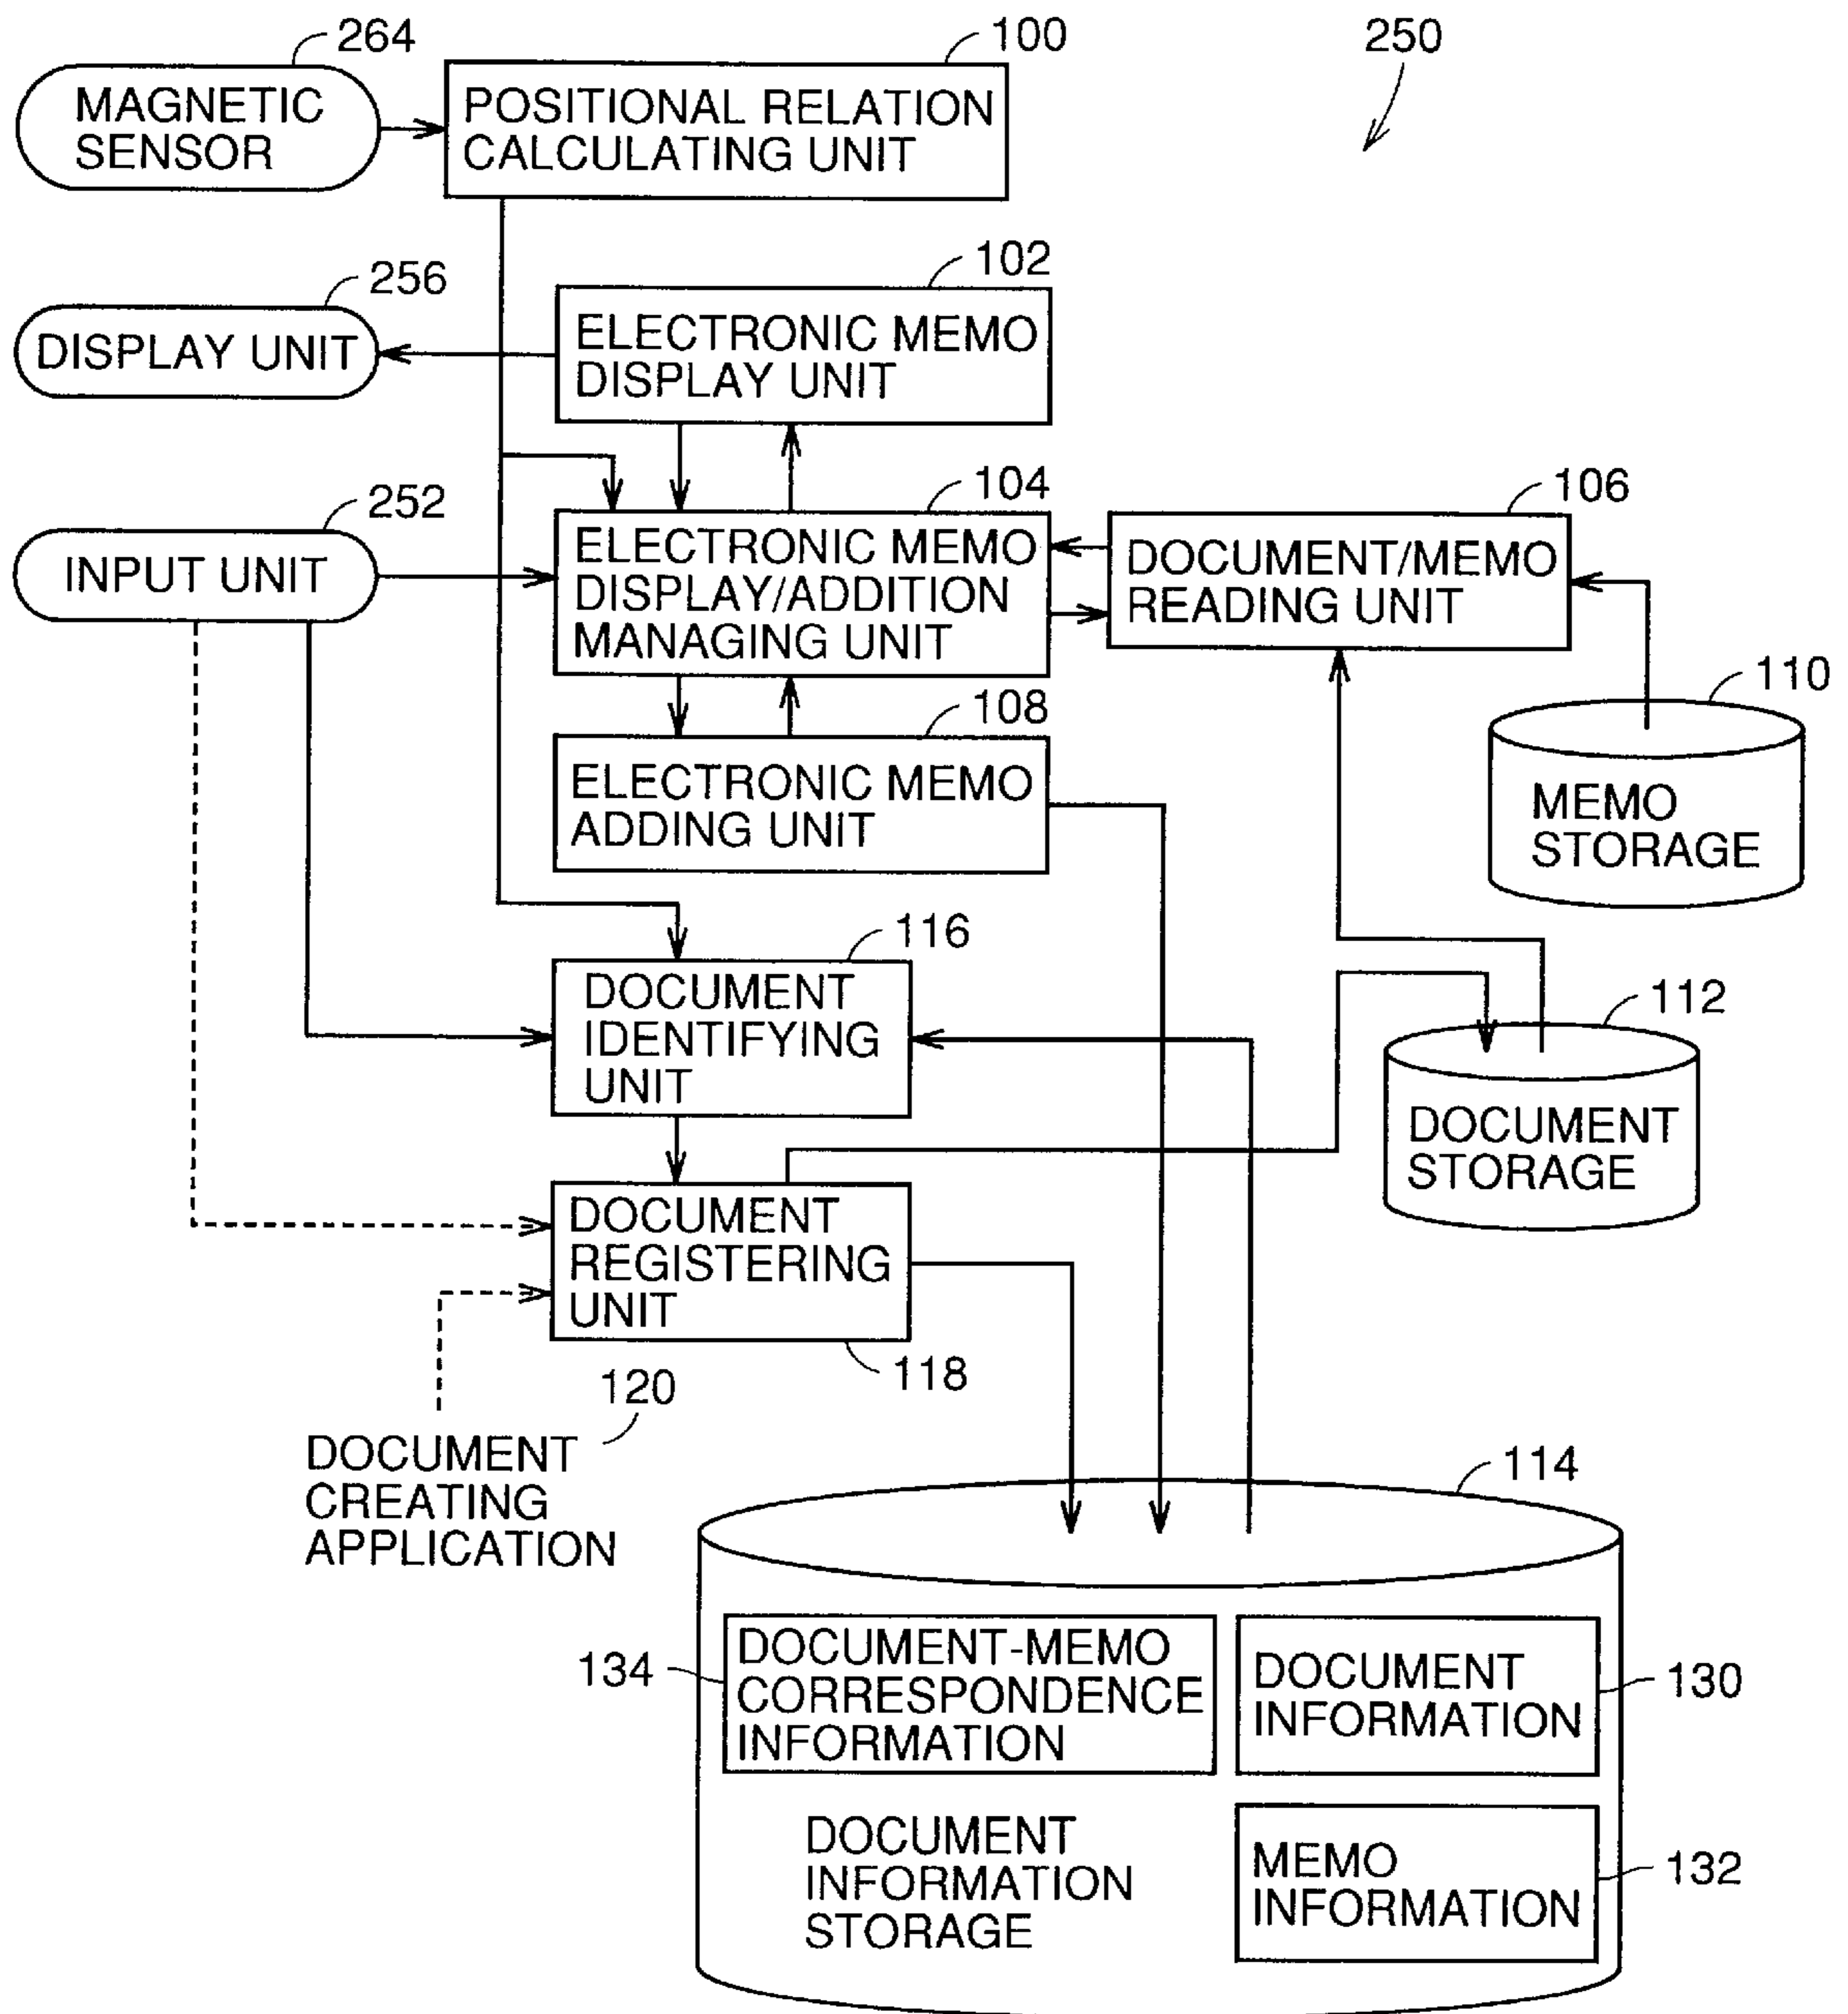 264
100
250
MAGNETIC
SENSOR
POSITIONAL RELATION
CALCULATING UNIT
256
102
DISPLAY UNIT
ELECTRONIC MEMO
DISPLAY UNIT
252
104
106
INPUT UNIT
ELECTRONIC MEMO
DISPLAY/ADDITION
MANAGING UNIT
DOCUMENT/MEMO
READING UNIT
110
108
ELECTRONIC MEMO
ADDING UNIT
MEMO
STORAGE
116
DOCUMENT
IDENTIFYING
UNIT
112
DOCUMENT
STORAGE
DOCUMENT
REGISTERING
UNIT
118
120
DOCUMENT
CREATING
APPLICATION
114
134
DOCUMENT-MEMO
CORRESPONDENCE
INFORMATION
DOCUMENT
INFORMATION
130
DOCUMENT
INFORMATION
STORAGE
MEMO
INFORMATION
132